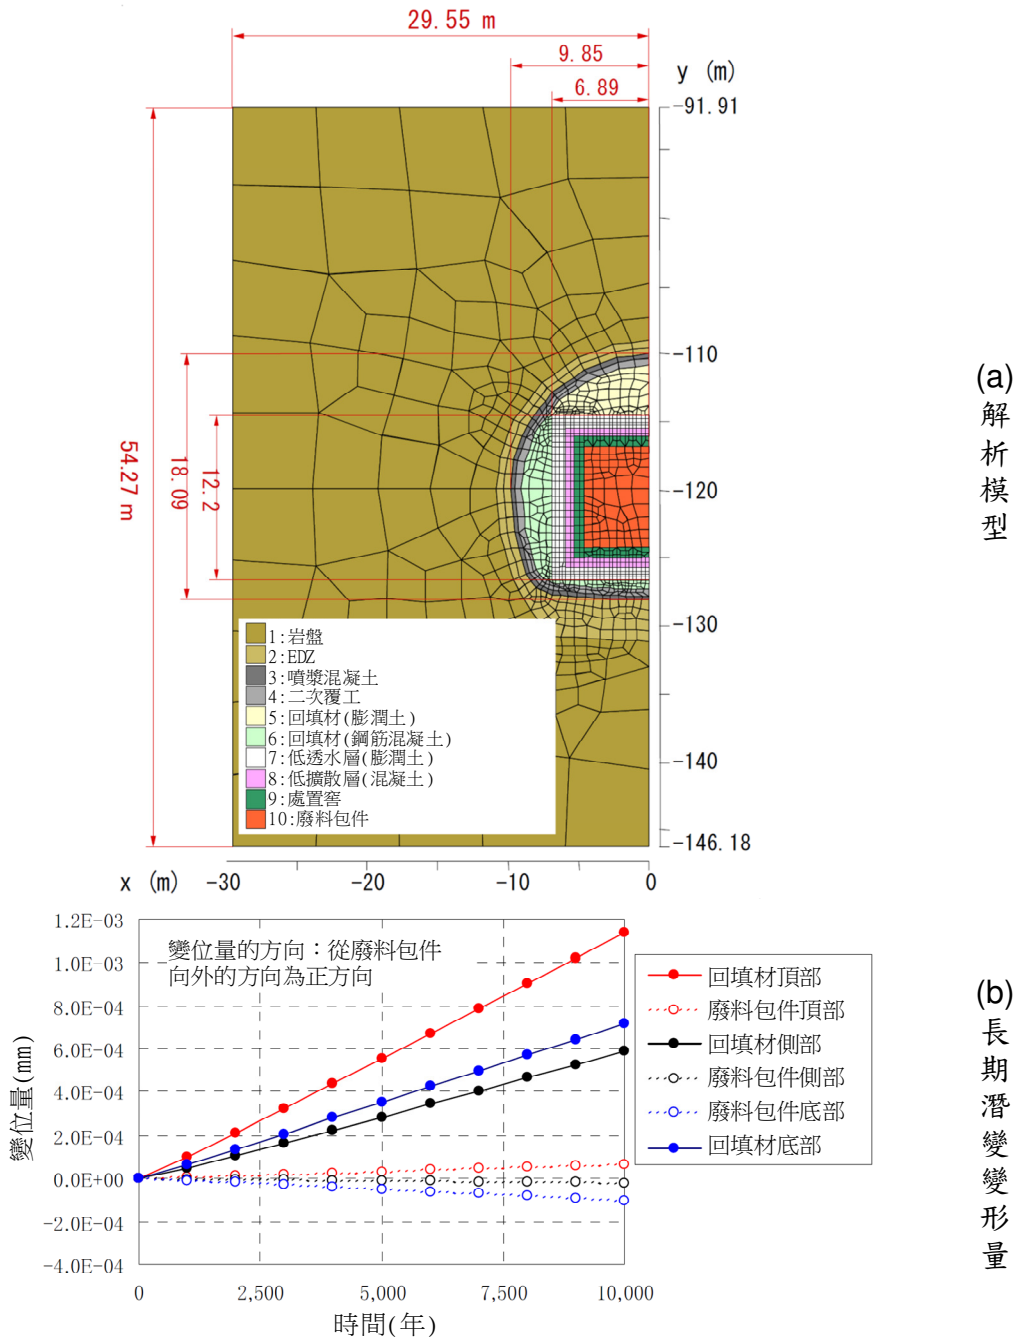 29.55 m
9.85
y (m)
6.89
-91.91
-110
54.27 m
18.09
12.2
-120
-130
-140
-146.18
1:岩盤
2:EDZ
3:噴漿混凝土
4:二次覆工
5:回填材(膨潤土)
6:回填材(鋼筋混凝土)
7:低透水層(膨潤土)
8:低擴散層(混凝土)
9:處置窖
10:廢料包件
x (m) -30 -20 -10 0
(a)
解析模型
1.2E-03
1.0E-03
8.0E-04
6.0E-04
4.0E-04
2.0E-04
0.0E+00
-2.0E-04
-4.0E-04
變位量(mm)
變位量的方向：從廢料包件
向外的方向為正方向
0 2,500 5,000 7,500 10,000
時間(年)
回填材頂部
廢料包件頂部
回填材側部
廢料包件側部
廢料包件底部
回填材底部
(b)
長期潛變變形量